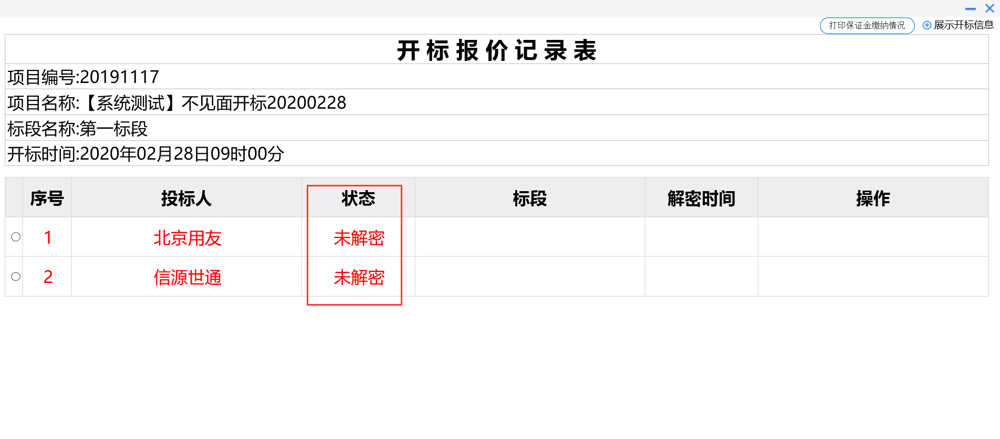 打印保证金缴纳情况 展示开标信息
开标报价记录表
项目编号:20191117
项目名称:【系统测试】不见面开标20200228
标段名称:第一标段
开标时间:2020年02月28日09时00分
序号 投标人 状态 标段 解密时间 操作
1 北京用友 未解密
2 信源世通 未解密